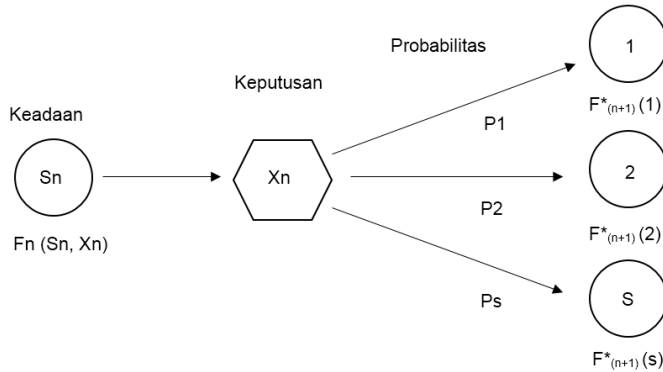 Probabilitas
1
F*(n+1) (1)
Keputusan
Keadaan
P1
Sn
Xn
2
P2
F*(n+1) (2)
Fn (Sn, Xn)
S
Ps
F*(n+1) (s)